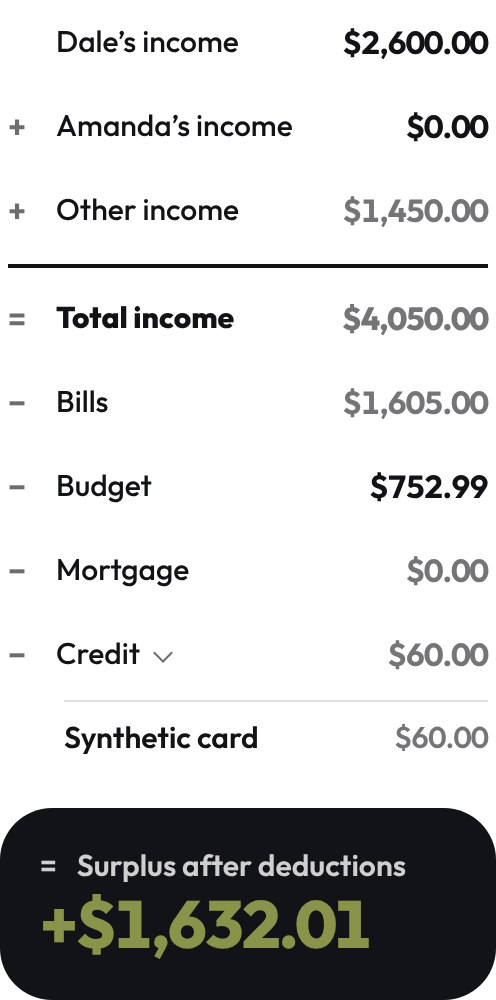 Dale’s income $2,600.00
+ Amanda’s income $0.00
+ Other income $1,450.00
= Total income $4,050.00
− Bills $1,605.00
− Budget $752.99
− Mortgage $0.00
− Credit $60.00
Synthetic card $60.00
= Surplus after deductions
+$1,632.01